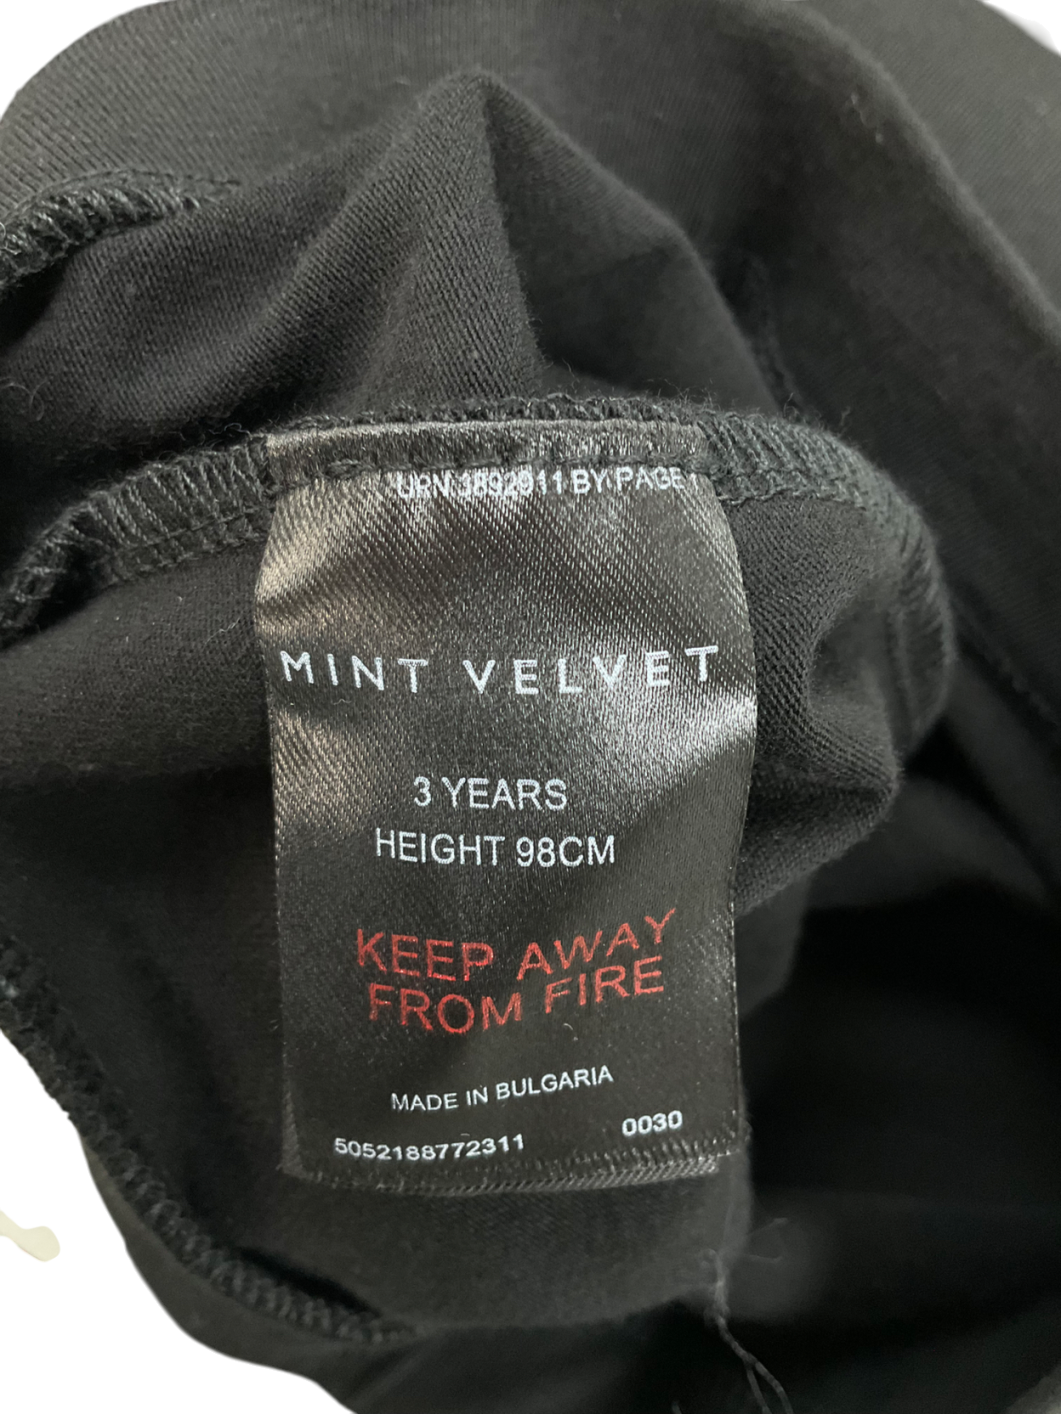 URN 3892911 BY PAGE 1
MINT VELVET
3 YEARS
HEIGHT 98CM
KEEP AWAY
FROM FIRE
MADE IN BULGARIA
5052188772311 0030